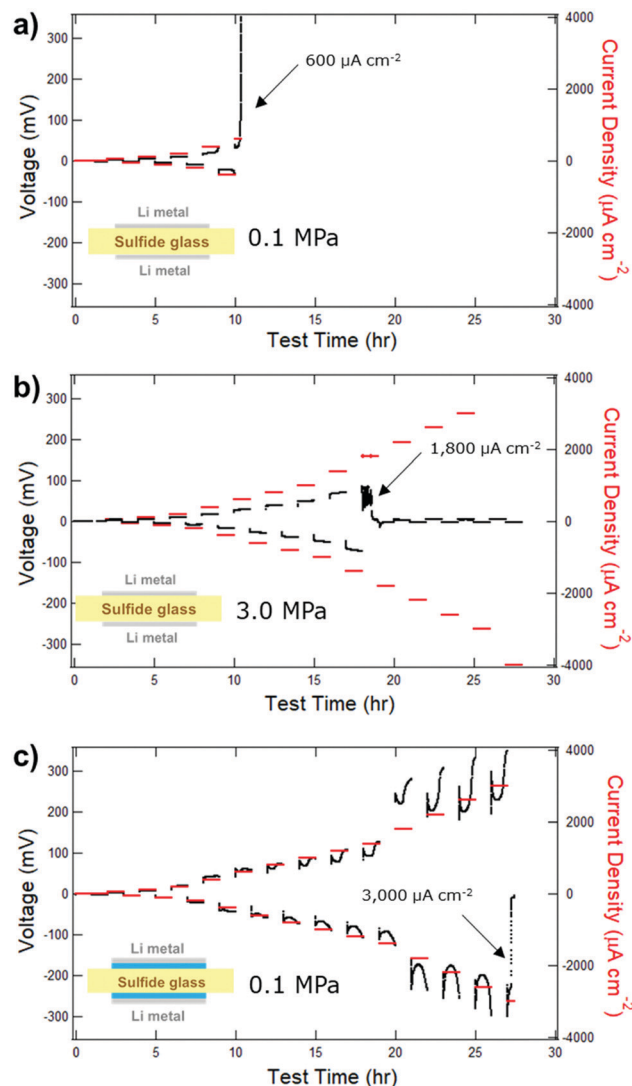 a)
600 µA cm-2
Voltage (mV)
300
200
100
0
-100
-200
-300
Current Density (µA cm-2)
4000
2000
0
-2000
-4000
Li metal
Sulfide glass
Li metal
0.1 MPa
0 5 10 15 20 25 30
Test Time (hr)
b)
1,800 µA cm-2
Voltage (mV)
300
200
100
0
-100
-200
-300
Current Density (µA cm-2)
4000
2000
0
-2000
-4000
Li metal
Sulfide glass
Li metal
3.0 MPa
0 5 10 15 20 25 30
Test Time (hr)
c)
3,000 µA cm-2
Voltage (mV)
300
200
100
0
-100
-200
-300
Current Density (µA cm-2)
4000
2000
0
-2000
-4000
Li metal
Sulfide glass
Li metal
0.1 MPa
0 5 10 15 20 25 30
Test Time (hr)